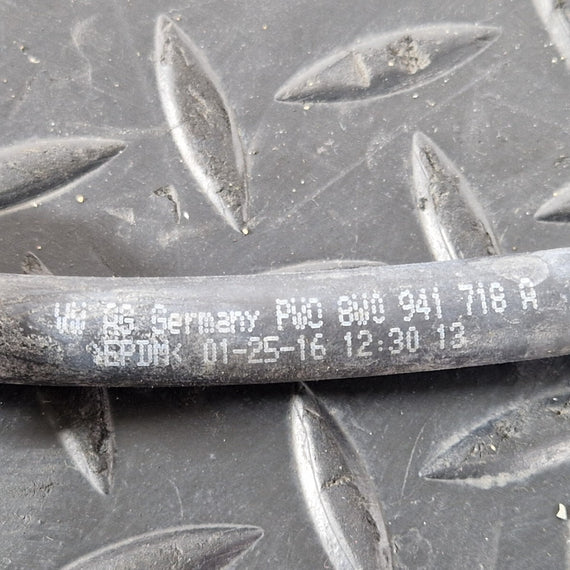 VW AG Germany PWO 8W0 941 718 A
>EPDM< 01-25-16 12:30 13